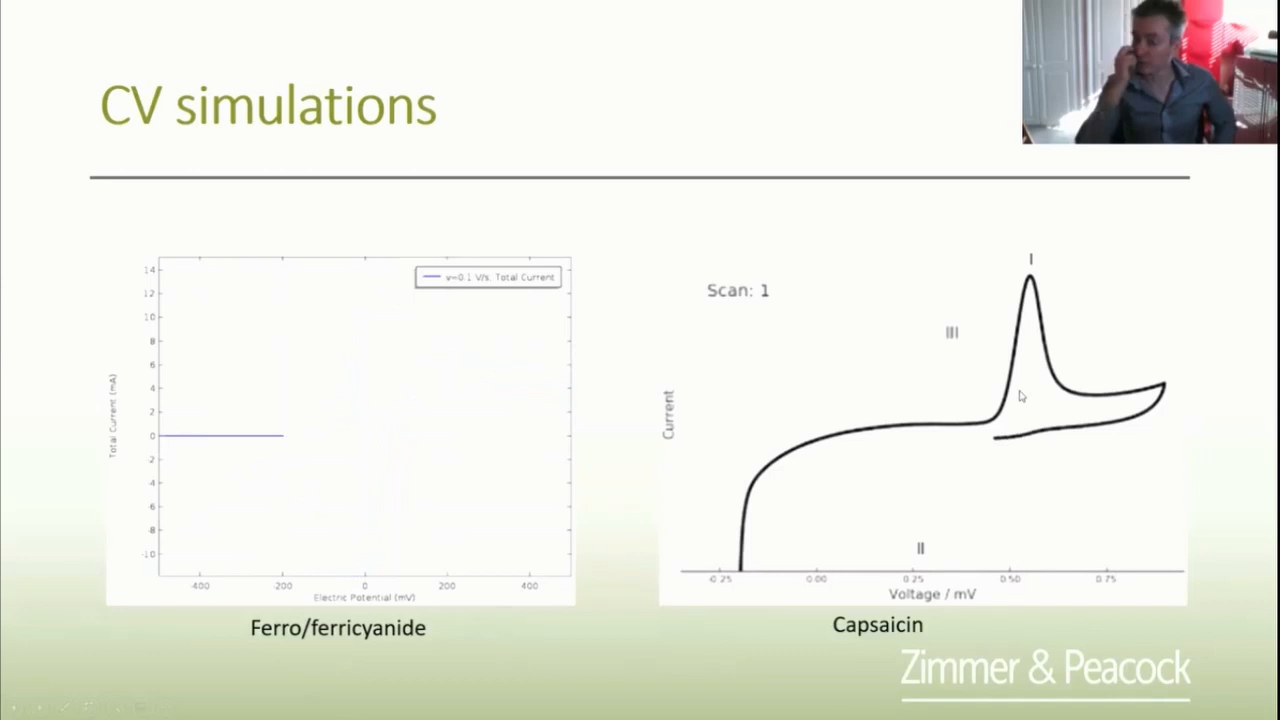 CV simulations
v=0.1 V/s, Total Current
14
12
10
8
6
4
2
0
-2
-4
-6
-8
-10
Total Current (mA)
-400 -200 0 200 400
Electric Potential (mV)
Ferro/ferricyanide
Scan: 1
I
III
II
Current
-0.25 0.00 0.25 0.50 0.75
Voltage / mV
Capsaicin
Zimmer & Peacock